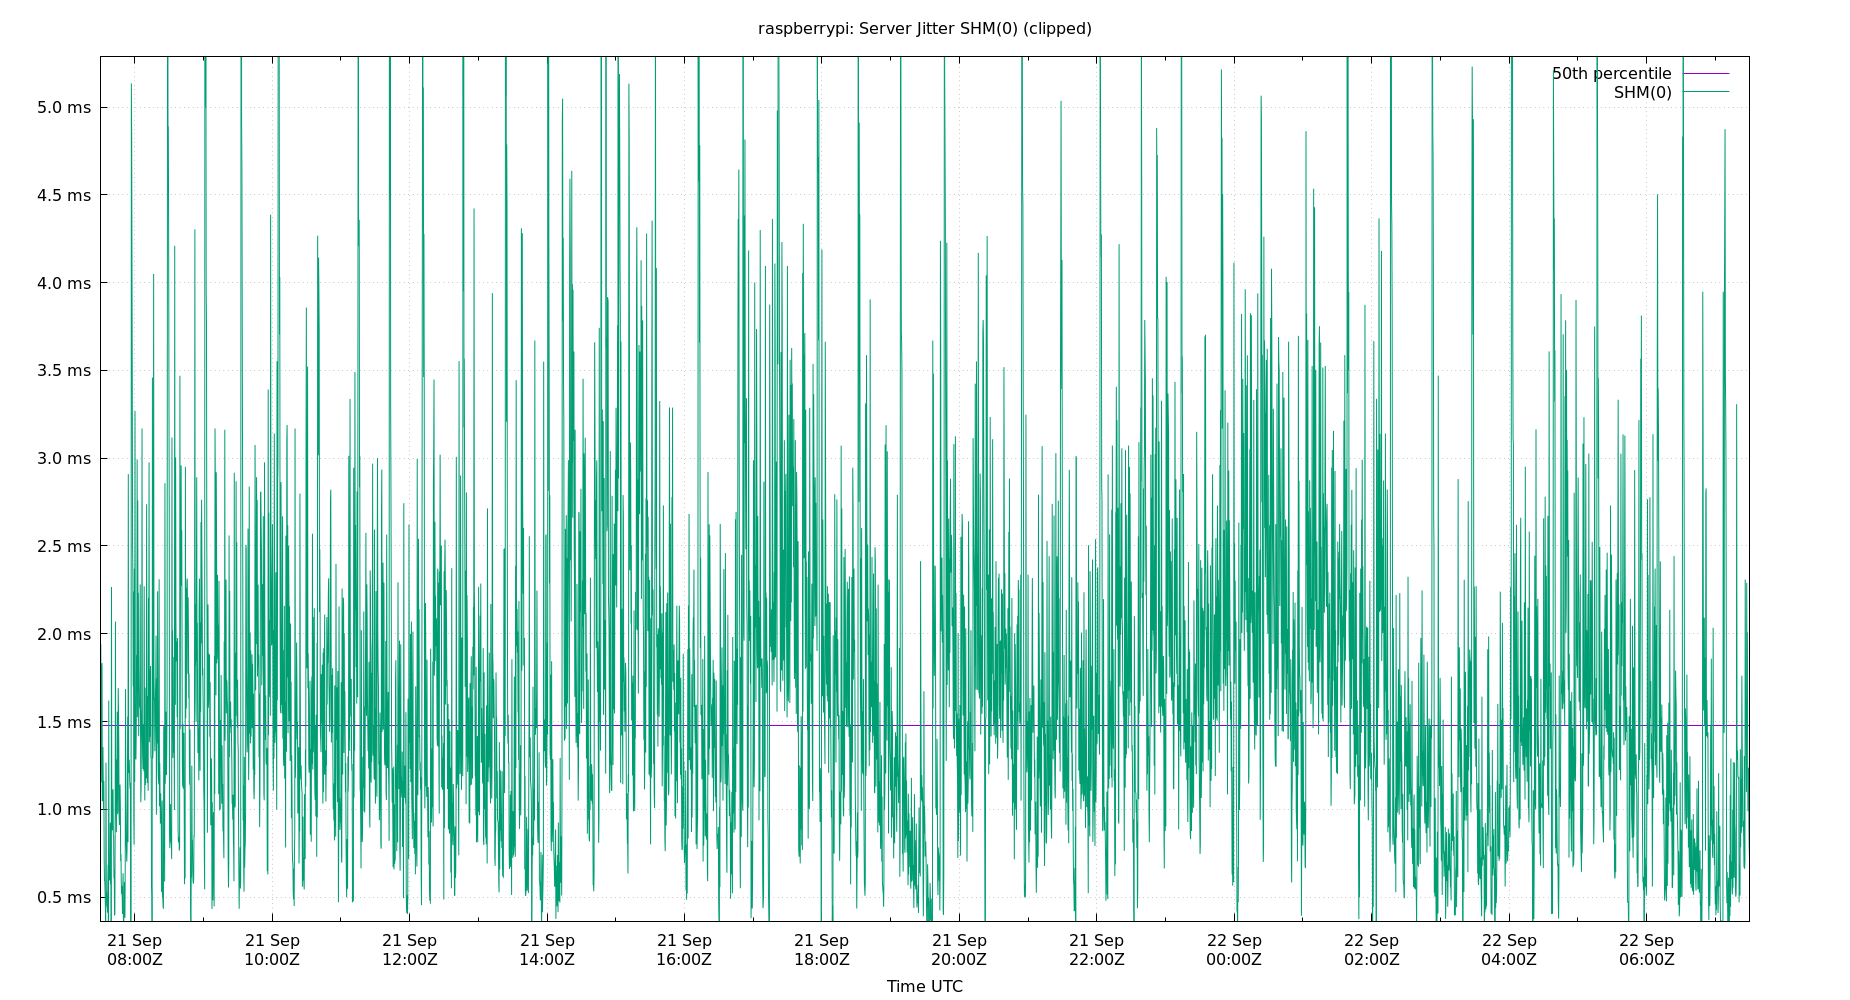 raspberrypi: Server Jitter SHM(0) (clipped)
50th percentile
SHM(0)
5.0 ms
4.5 ms
4.0 ms
3.5 ms
3.0 ms
2.5 ms
2.0 ms
1.5 ms
1.0 ms
0.5 ms
21 Sep 21 Sep 21 Sep 21 Sep 21 Sep 21 Sep 21 Sep 21 Sep 22 Sep 22 Sep 22 Sep 22 Sep
08:00Z 10:00Z 12:00Z 14:00Z 16:00Z 18:00Z 20:00Z 22:00Z 00:00Z 02:00Z 04:00Z 06:00Z
Time UTC